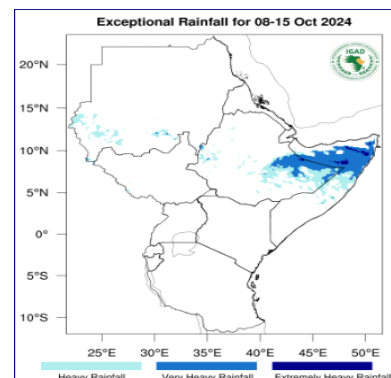 Exceptional Rainfall for 08-15 Oct 2024
IGAD
20°N
15°N
10°N
5°N
0°
5°S
10°S
25°E 30°E 35°E 40°E 45°E 50°E
Heavy Rainfall Very Heavy Rainfall Extremely Heavy Rainfall